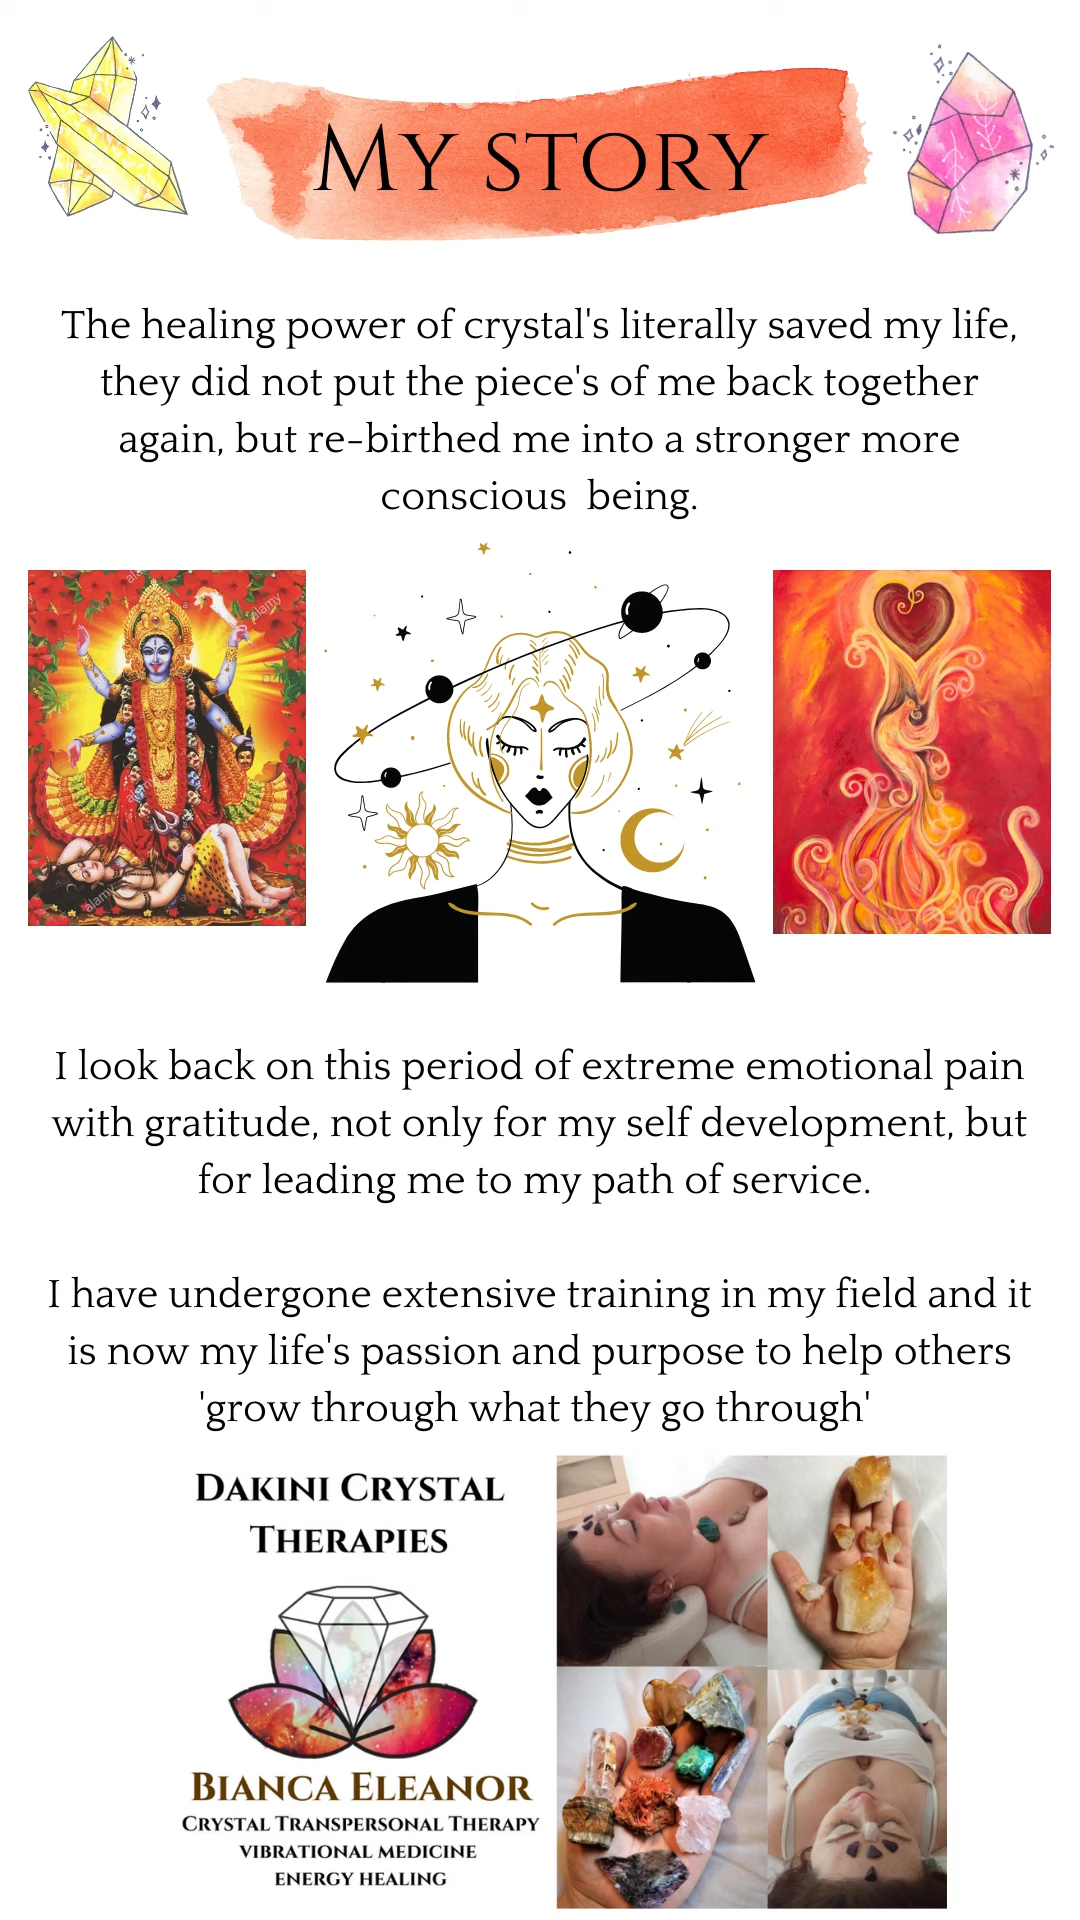 My story
The healing power of crystal's literally saved my life,
they did not put the piece's of me back together
again, but re-birthed me into a stronger more
conscious being.
alamy
alamy
I look back on this period of extreme emotional pain
with gratitude, not only for my self development, but
for leading me to my path of service.
I have undergone extensive training in my field and it
is now my life's passion and purpose to help others
'grow through what they go through'
Dakini Crystal
Therapies
Bianca Eleanor
Crystal Transpersonal Therapy
vibrational medicine
energy healing